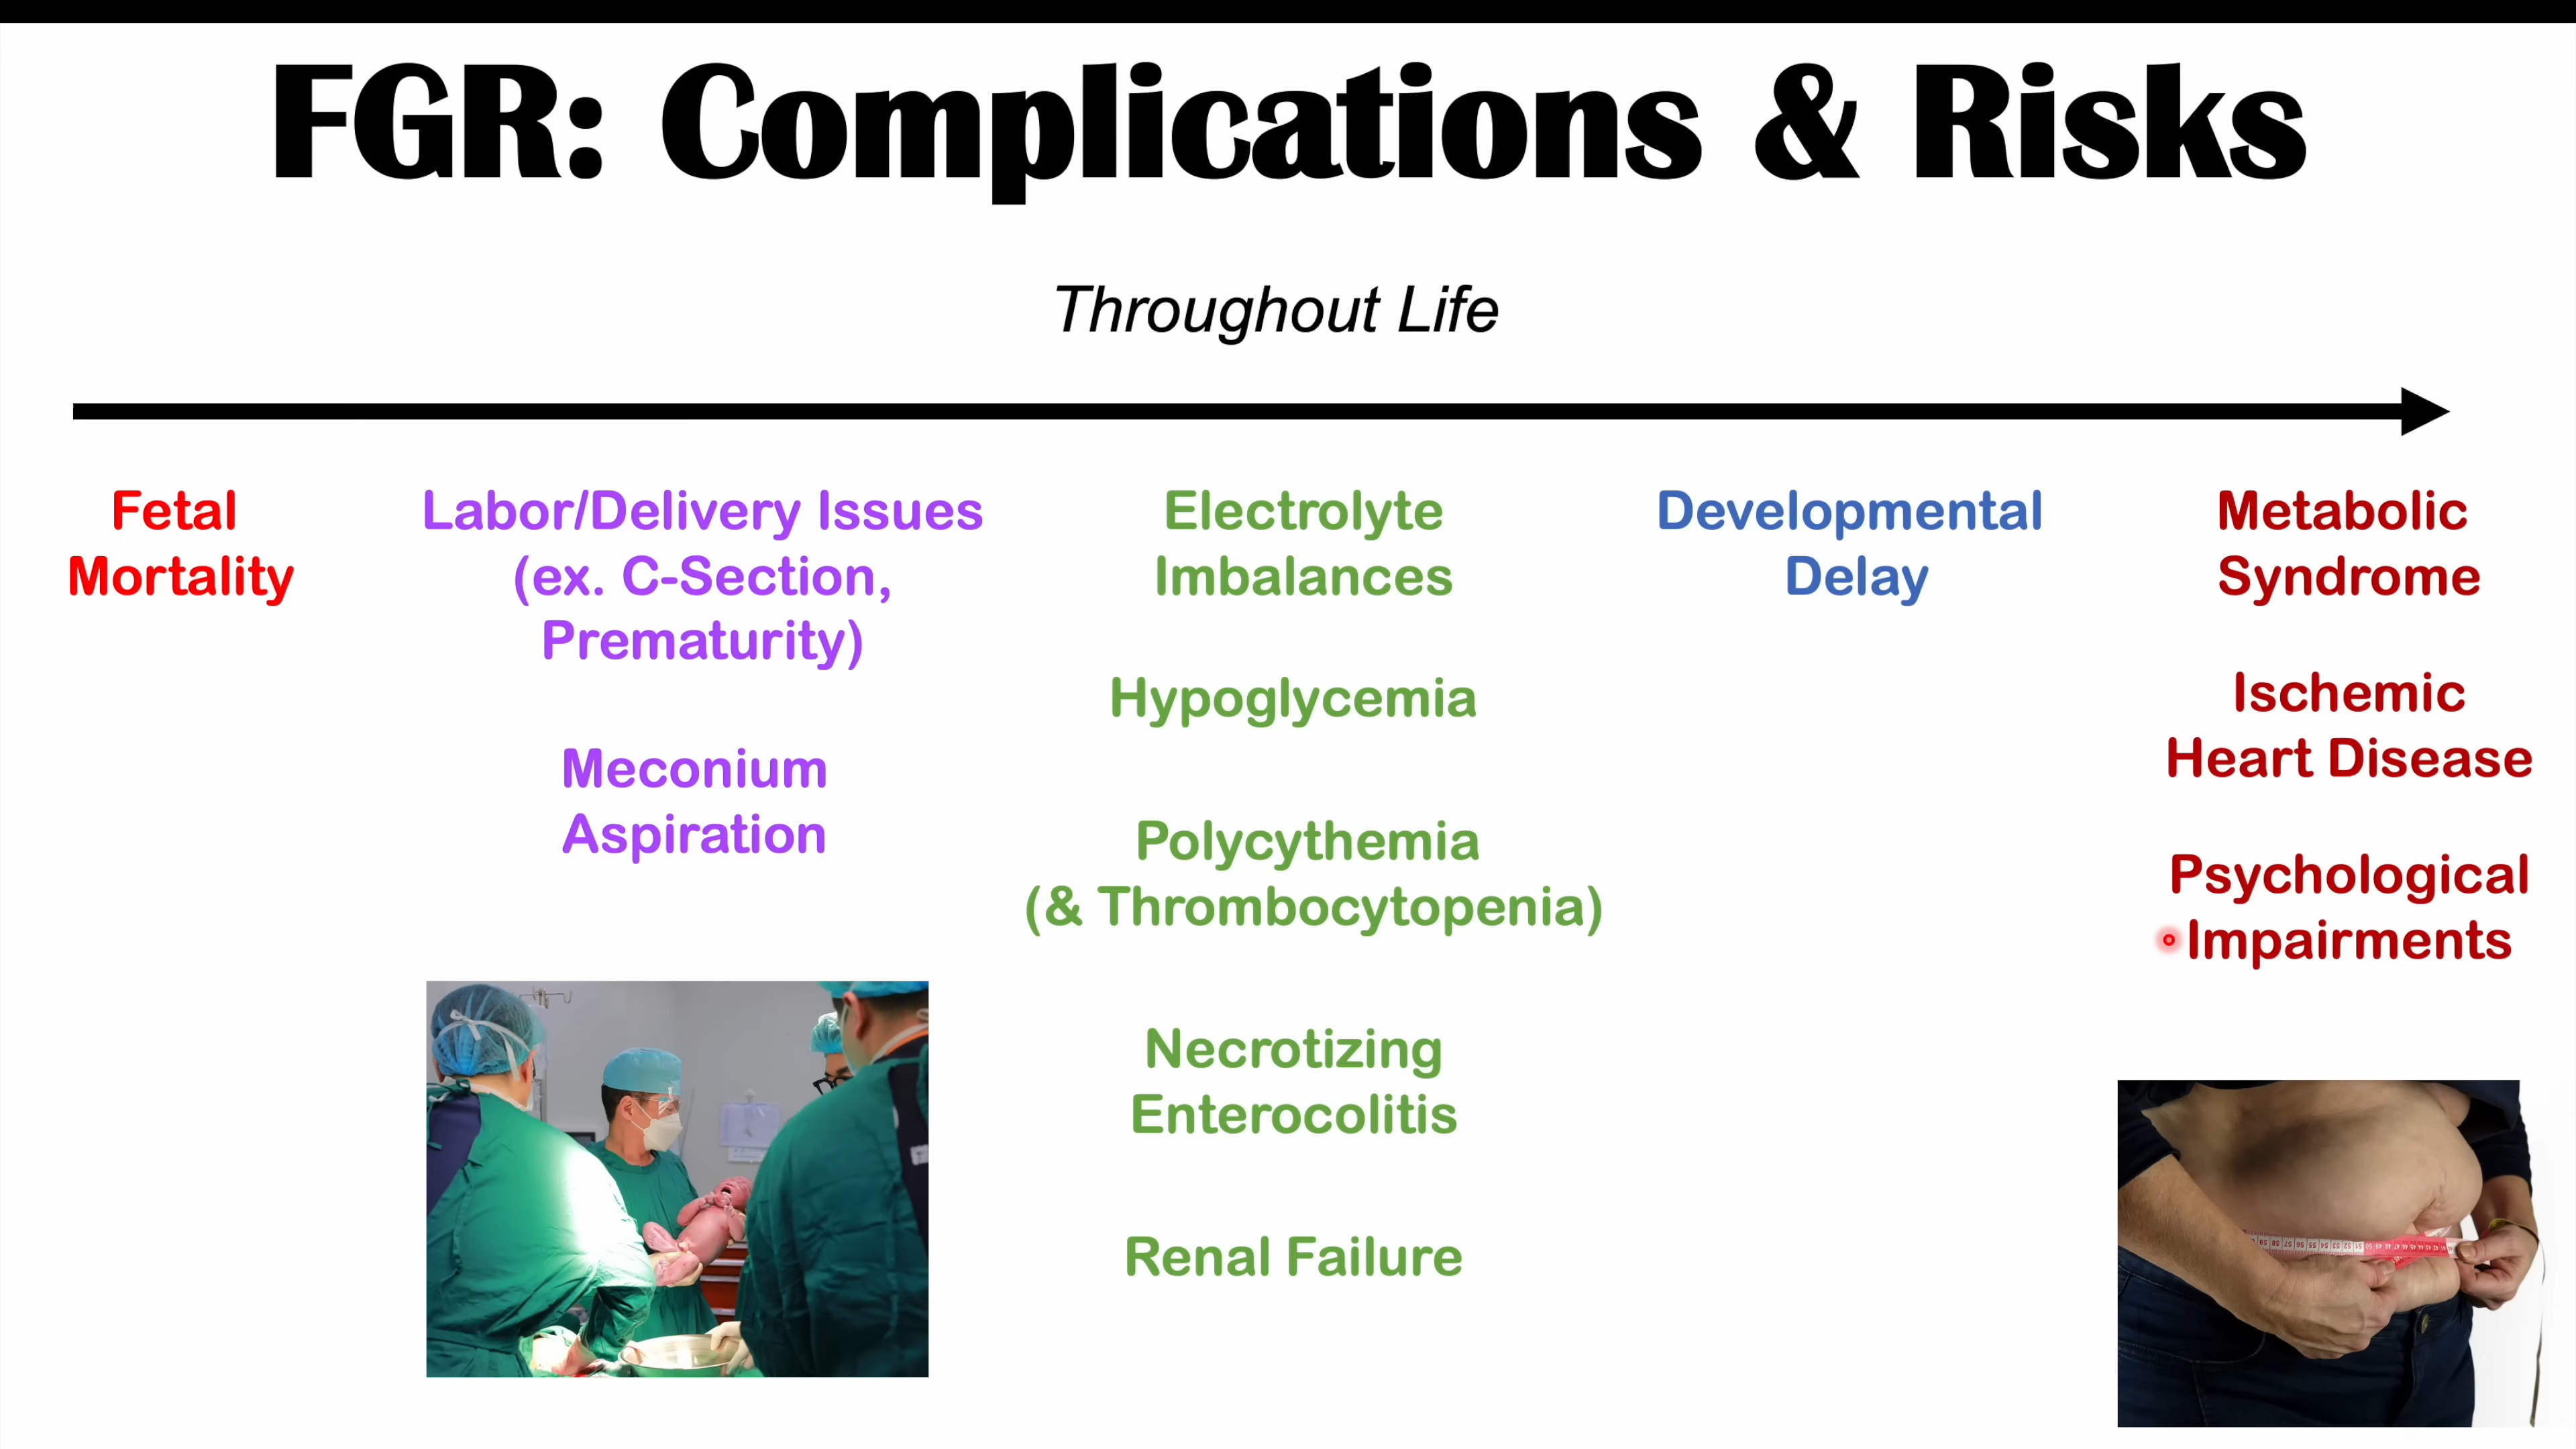 FGR: Complications & Risks
Throughout Life
Fetal
Mortality
Labor/Delivery Issues
(ex. C-Section,
Prematurity)
Meconium
Aspiration
Electrolyte
Imbalances
Hypoglycemia
Polycythemia
(& Thrombocytopenia)
Necrotizing
Enterocolitis
Renal Failure
Developmental
Delay
Metabolic
Syndrome
Ischemic
Heart Disease
Psychological
Impairments